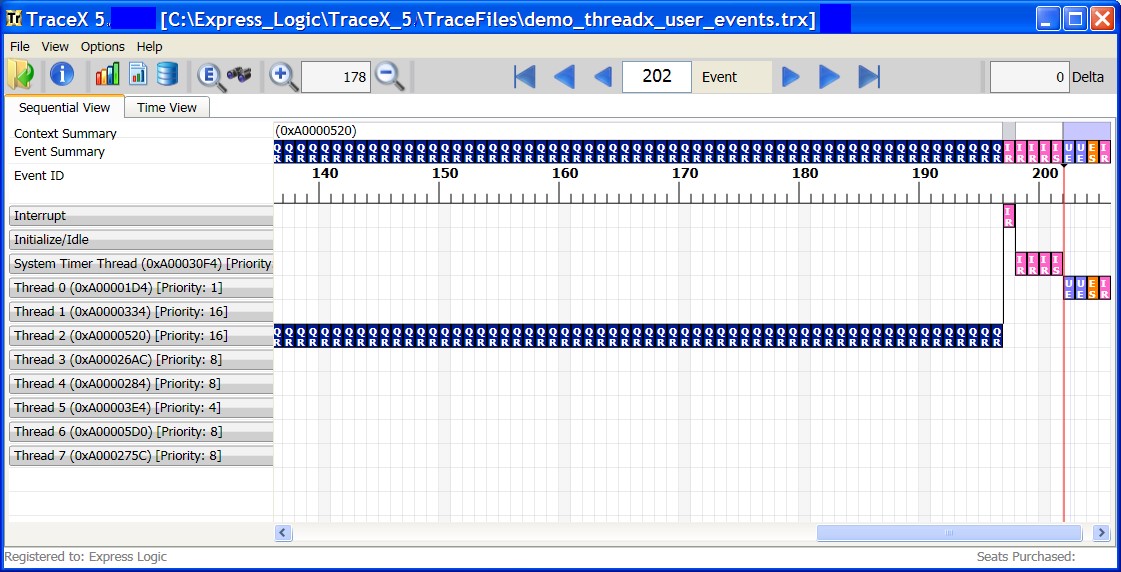 Tr TraceX 5. [C:\Express_Logic\TraceX_5.\TraceFiles\demo_threadx_user_events.trx]
File View Options Help
E 178 202 Event 0 Delta
Sequential View Time View
Context Summary (0xA0000520)
Event Summary Q Q Q Q Q Q Q Q Q Q Q Q Q Q Q Q Q Q Q Q Q Q Q Q Q Q Q Q Q Q Q Q Q Q Q Q Q Q Q Q Q Q Q Q Q Q Q Q Q Q Q Q Q Q Q Q Q Q Q Q Q I I I I I U U E I
R R R R R R R R R R R R R R R R R R R R R R R R R R R R R R R R R R R R R R R R R R R R R R R R R R R R R R R R R R R R R R R R R S E E S R
Event ID
140 150 160 170 180 190 200
Interrupt I
R
Initialize/Idle
System Timer Thread (0xA00030F4) [Priority I I I I
R R R S
Thread 0 (0xA00001D4) [Priority: 1] U U E I
E E S R
Thread 1 (0xA0000334) [Priority: 16]
Thread 2 (0xA0000520) [Priority: 16] Q Q Q Q Q Q Q Q Q Q Q Q Q Q Q Q Q Q Q Q Q Q Q Q Q Q Q Q Q Q Q Q Q Q Q Q Q Q Q Q Q Q Q Q Q Q Q Q Q Q Q Q Q Q Q Q Q Q Q Q Q
R R R R R R R R R R R R R R R R R R R R R R R R R R R R R R R R R R R R R R R R R R R R R R R R R R R R R R R R R R R R R
Thread 3 (0xA00026AC) [Priority: 8]
Thread 4 (0xA0000284) [Priority: 8]
Thread 5 (0xA00003E4) [Priority: 4]
Thread 6 (0xA00005D0) [Priority: 8]
Thread 7 (0xA000275C) [Priority: 8]
Registered to: Express Logic Seats Purchased: